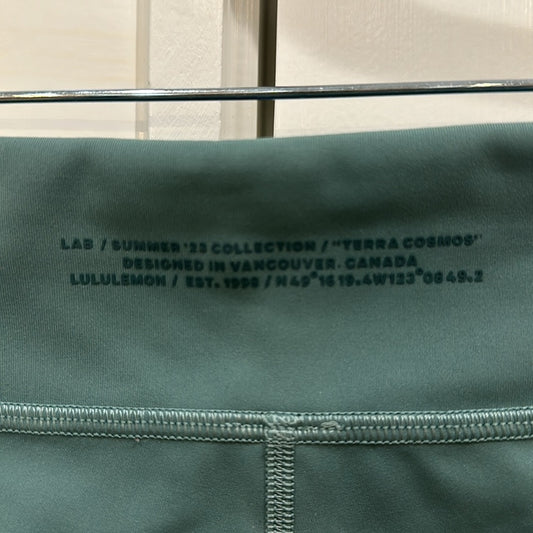 LAB / SUMMER '23 COLLECTION / "TERRA COSMOS"
DESIGNED IN VANCOUVER. CANADA
LULULEMON / EST. 1998 / N49°16 19.4W123°08 49.2